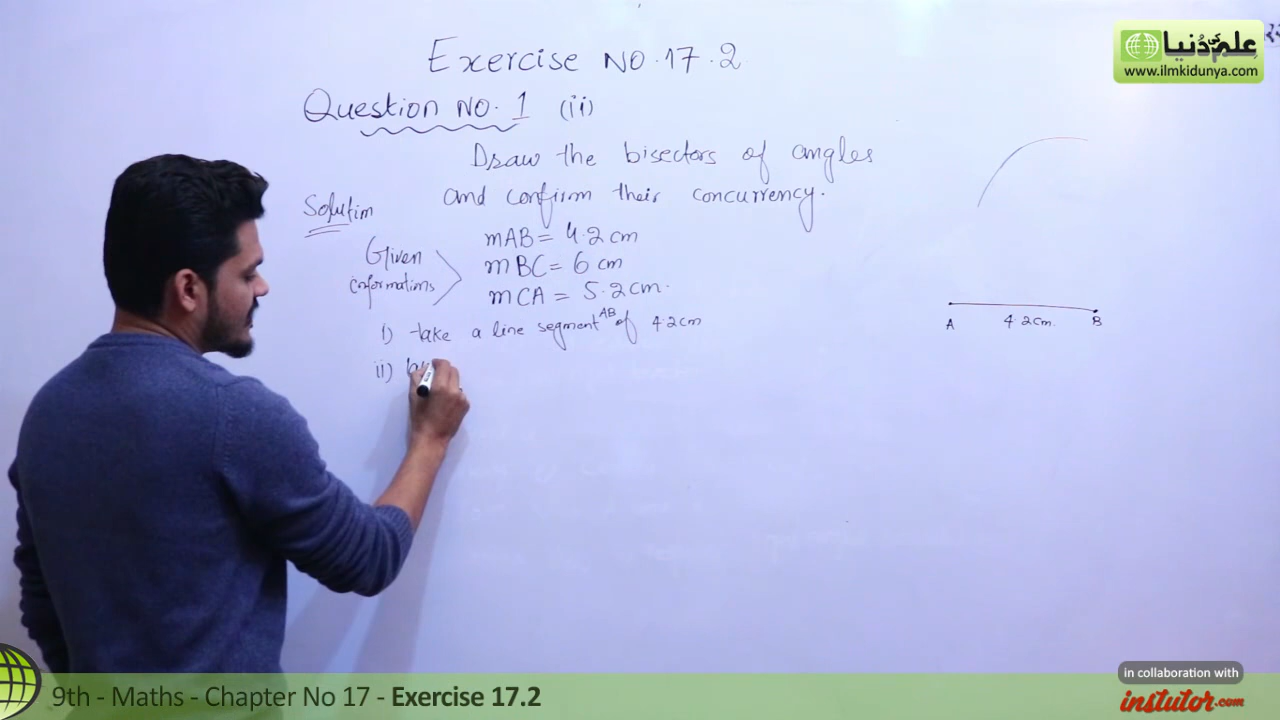 Exercise NO.17.2
Question NO. 1 (ii)
Draw the bisectors of angles
and confirm their concurrency.
Solution
Given
informations
mAB = 4.2 cm
mBC = 6 cm
mCA = 5.2 cm.
i) take a line segment AB of 4.2cm
ii)
A 4.2cm. B
علم کی دُنیا
www.ilmkidunya.com
9th - Maths - Chapter No 17 - Exercise 17.2
in collaboration with
instutor.com